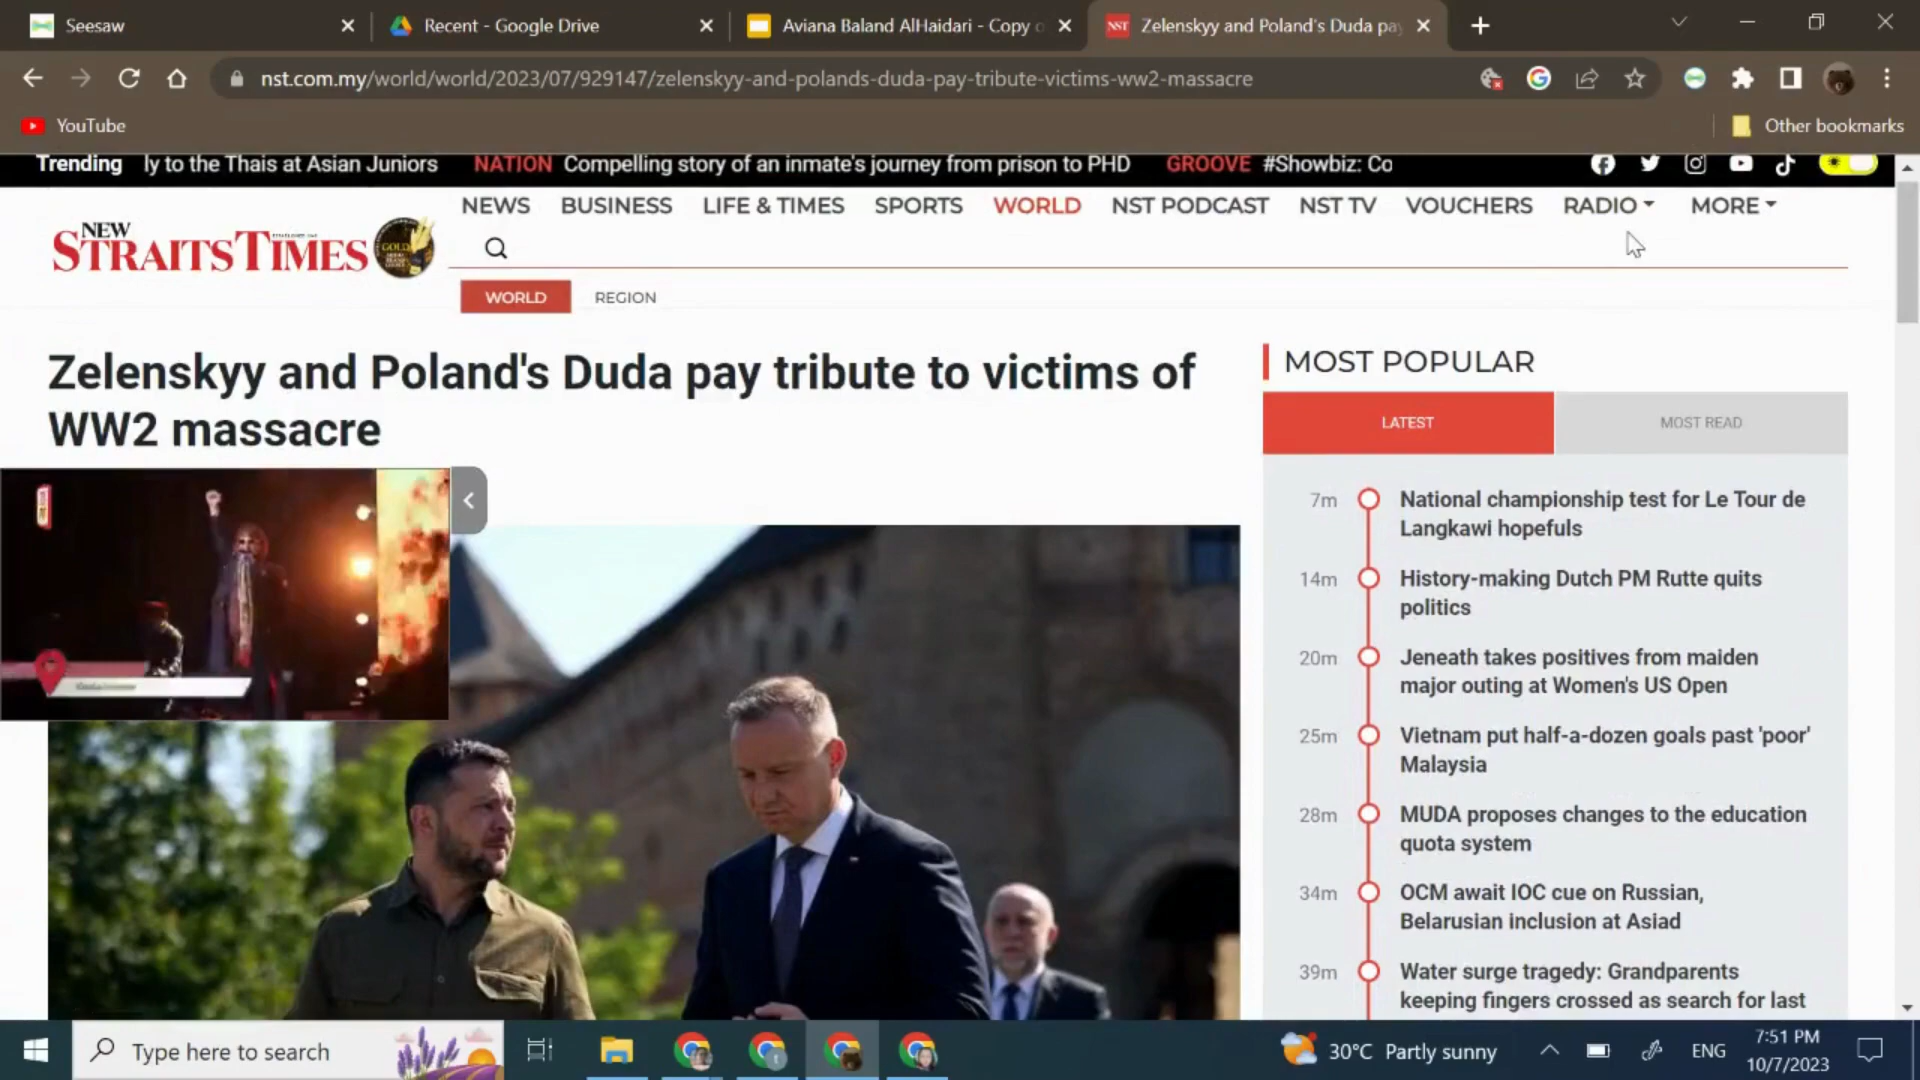 Seesaw
Recent - Google Drive
Aviana Baland AlHaidari - Copy o
NST
Zelenskyy and Poland's Duda pay
nst.com.my/world/world/2023/07/929147/zelenskyy-and-polands-duda-pay-tribute-victims-ww2-massacre
YouTube
Other bookmarks
Trending
ly to the Thais at Asian Juniors
NATION Compelling story of an inmate's journey from prison to PHD
GROOVE #Showbiz: Co
NEW
STRAITS TIMES
GOLD
NEWS
BUSINESS
LIFE & TIMES
SPORTS
WORLD
NST PODCAST
NST TV
VOUCHERS
RADIO
MORE
WORLD
REGION
Zelenskyy and Poland's Duda pay tribute to victims of
WW2 massacre
MOST POPULAR
LATEST
MOST READ
7m
National championship test for Le Tour de
Langkawi hopefuls
14m
History-making Dutch PM Rutte quits
politics
20m
Jeneath takes positives from maiden
major outing at Women's US Open
25m
Vietnam put half-a-dozen goals past 'poor'
Malaysia
28m
MUDA proposes changes to the education
quota system
34m
OCM await IOC cue on Russian,
Belarusian inclusion at Asiad
39m
Water surge tragedy: Grandparents
keeping fingers crossed as search for last
Type here to search
30°C Partly sunny
ENG
7:51 PM
10/7/2023